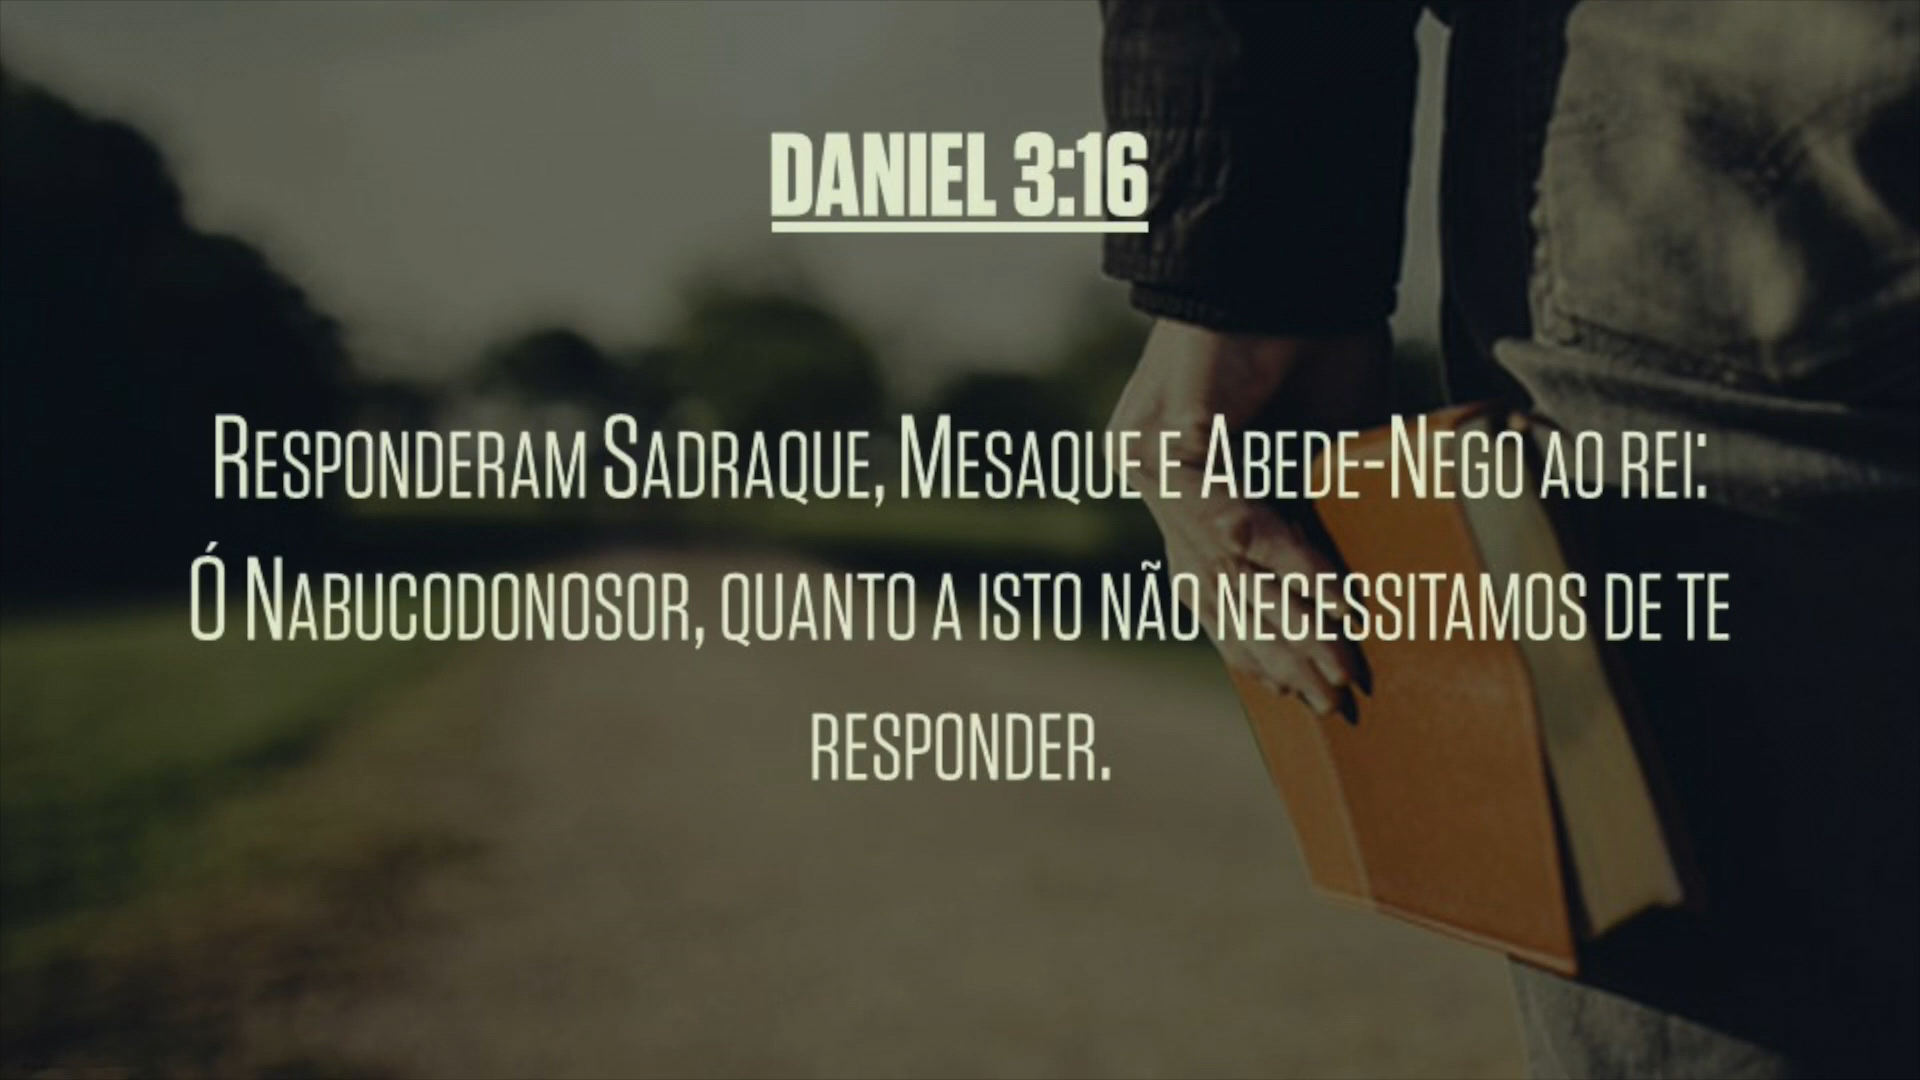 DANIEL 3:16
Responderam Sadraque, Mesaque e Abede-Nego ao rei:
Ó Nabucodonosor, quanto a isto não necessitamos de te
responder.